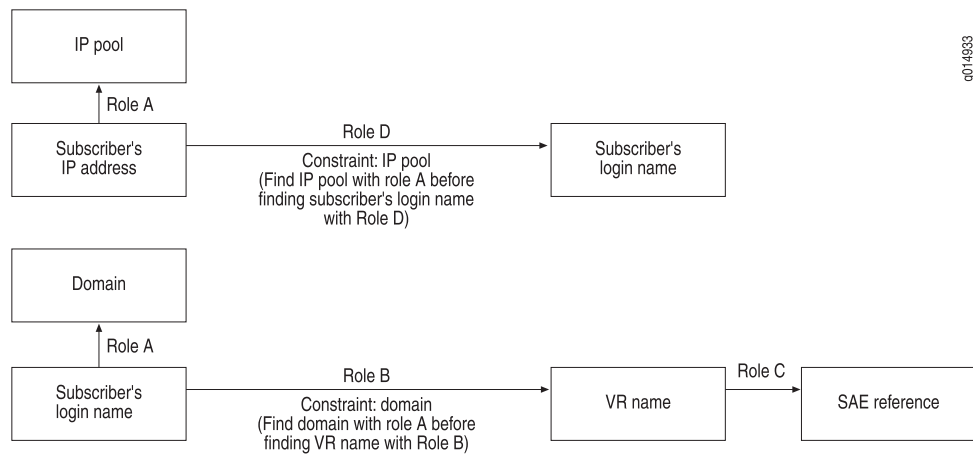 IP pool
g014933
Role A
Subscriber's
IP address
Role D
Constraint: IP pool
(Find IP pool with role A before
finding subscriber's login name
with Role D)
Subscriber's
login name
Domain
Role A
Subscriber's
login name
Role B
Constraint: domain
(Find domain with role A before
finding VR name with Role B)
VR name
Role C
SAE reference